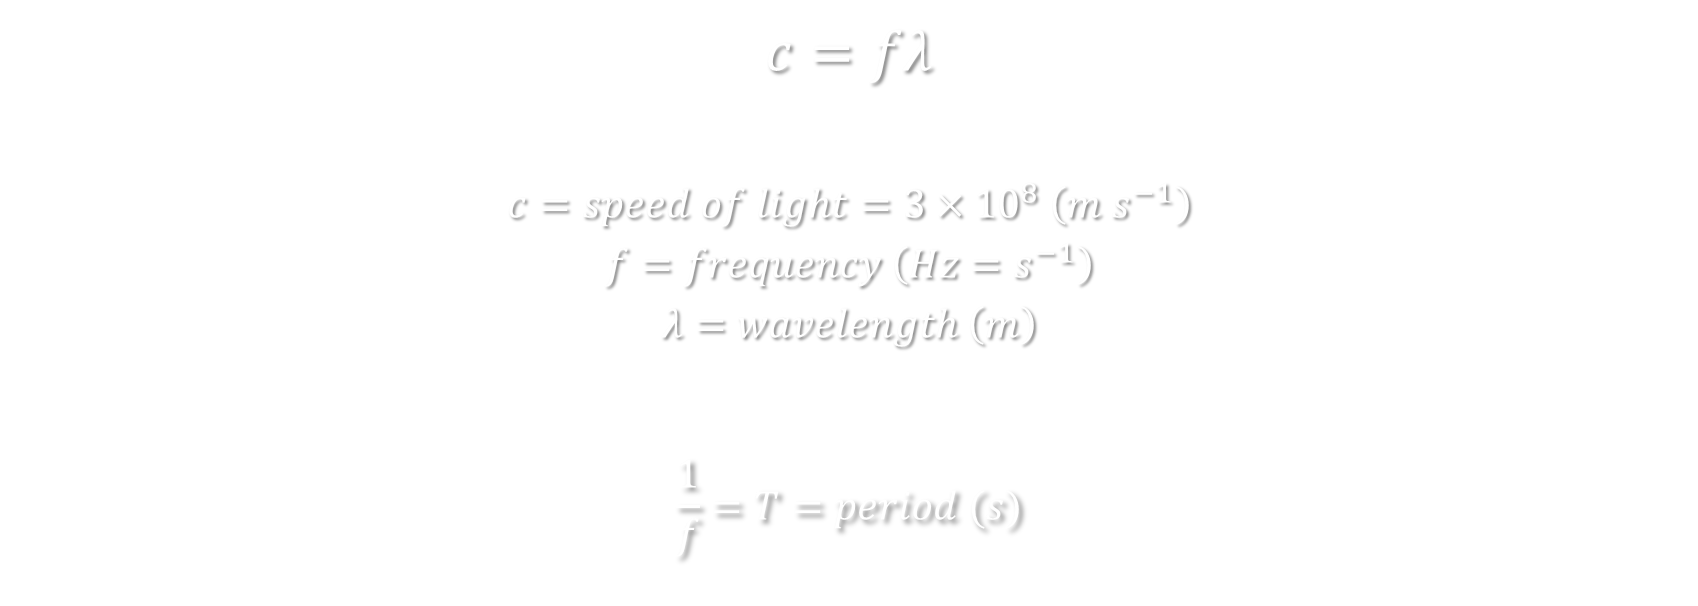 c = fλ
c = speed of light = 3 × 10⁸ (m s⁻¹)
f = frequency (Hz = s⁻¹)
λ = wavelength (m)
1/f = T = period (s)